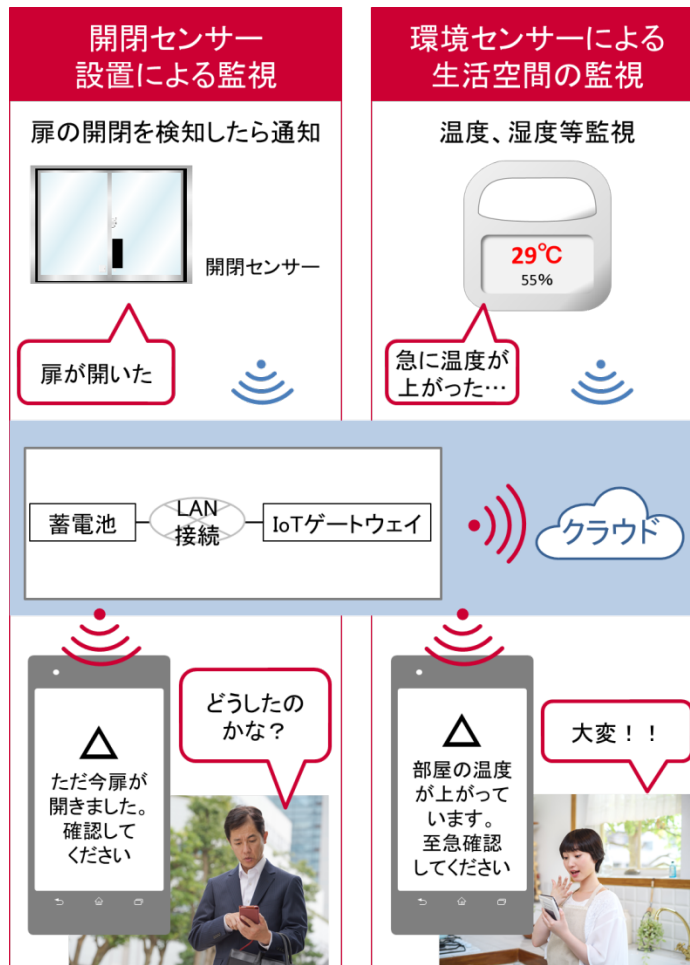 開閉センサー
設置による監視
扉の開閉を検知したら通知
開閉センサー
扉が開いた
環境センサーによる
生活空間の監視
温度、湿度等監視
29℃
55%
急に温度が
上がった…
蓄電池
LAN
接続
IoTゲートウェイ
クラウド
ただ今扉が
開きました。
確認して
ください
どうしたの
かな？
部屋の温度
が上がって
います。
至急確認
してください
大変！！